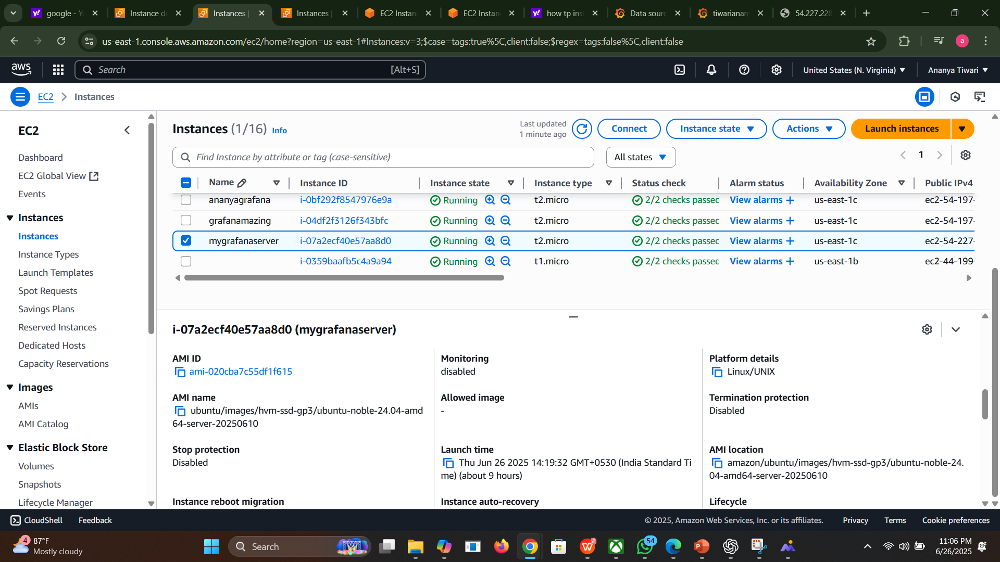 google - Ya
Instance de
Instances |
Instances |
EC2 Instan
EC2 Instan
how tp inst
Data sourc
tiwarianan
54.227.228
us-east-1.console.aws.amazon.com/ec2/home?region=us-east-1#Instances:v=3;$case=tags:true%5C,client:false;$regex=tags:false%5C,client:false
a
aws
Search
[Alt+S]
United States (N. Virginia)
Ananya Tiwari
EC2
Instances
EC2
Dashboard
EC2 Global View
Events
Instances
Instances
Instance Types
Launch Templates
Spot Requests
Savings Plans
Reserved Instances
Dedicated Hosts
Capacity Reservations
Images
AMIs
AMI Catalog
Elastic Block Store
Volumes
Snapshots
Lifecycle Manager
Instances (1/16) Info
Last updated
1 minute ago
Connect
Instance state
Actions
Launch instances
Find Instance by attribute or tag (case-sensitive)
All states
1
Name Instance ID Instance state Instance type Status check Alarm status Availability Zone Public IPv4
ananyagrafana i-0bf292f8547976e9a Running t2.micro 2/2 checks passed View alarms + us-east-1c ec2-54-197-
grafanamazing i-04df2f3126f343bfc Running t2.micro 2/2 checks passed View alarms + us-east-1c ec2-54-197-
mygrafanaserver i-07a2ecf40e57aa8d0 Running t2.micro 2/2 checks passed View alarms + us-east-1c ec2-54-227-
i-0359baafb5c4a9a94 Running t1.micro 2/2 checks passed View alarms + us-east-1b ec2-44-199-
i-07a2ecf40e57aa8d0 (mygrafanaserver)
AMI ID
ami-020cba7c55df1f615
Monitoring
disabled
Platform details
Linux/UNIX
AMI name
ubuntu/images/hvm-ssd-gp3/ubuntu-noble-24.04-amd
64-server-20250610
Allowed image
-
Termination protection
Disabled
Stop protection
Disabled
Launch time
Thu Jun 26 2025 14:19:32 GMT+0530 (India Standard Ti
me) (about 9 hours)
AMI location
amazon/ubuntu/images/hvm-ssd-gp3/ubuntu-noble-24.
04-amd64-server-20250610
Instance reboot migration
Instance auto-recovery
Lifecycle
CloudShell
Feedback
© 2025, Amazon Web Services, Inc. or its affiliates.
Privacy
Terms
Cookie preferences
4
87°F
Mostly cloudy
Search
54
11:06 PM
6/26/2025